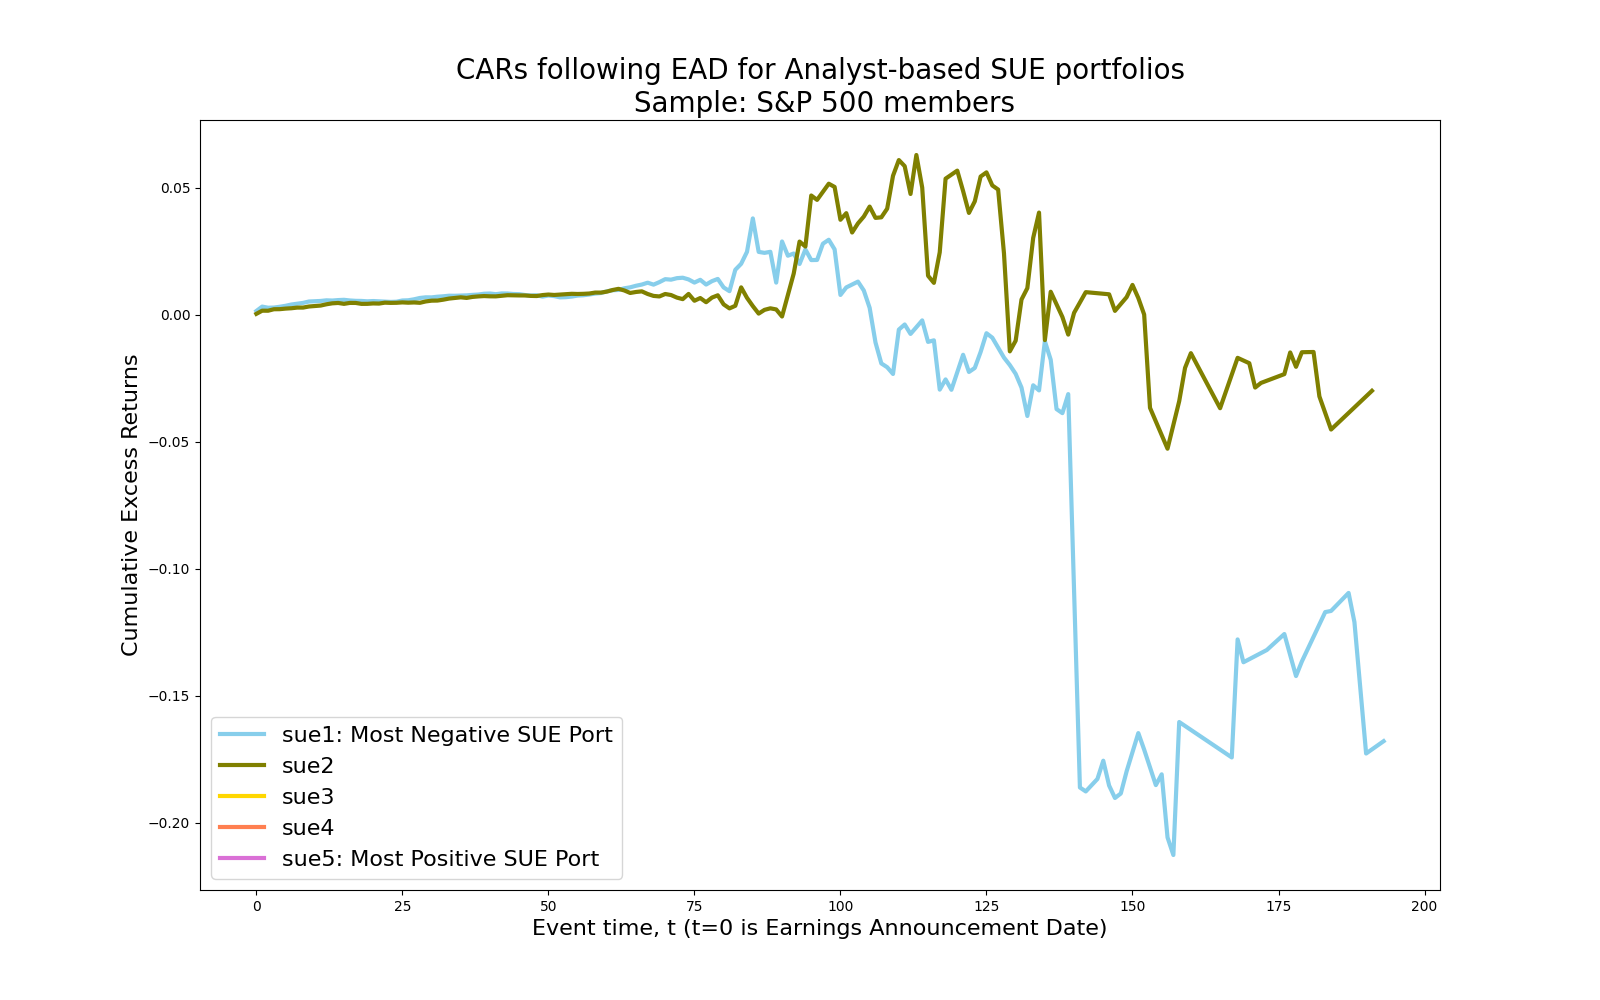 CARs following EAD for Analyst-based SUE portfolios
Sample: S&P 500 members
Cumulative Excess Returns
0.05
0.00
−0.05
−0.10
−0.15
−0.20
sue1: Most Negative SUE Port
sue2
sue3
sue4
sue5: Most Positive SUE Port
0 25 50 75 100 125 150 175 200
Event time, t (t=0 is Earnings Announcement Date)